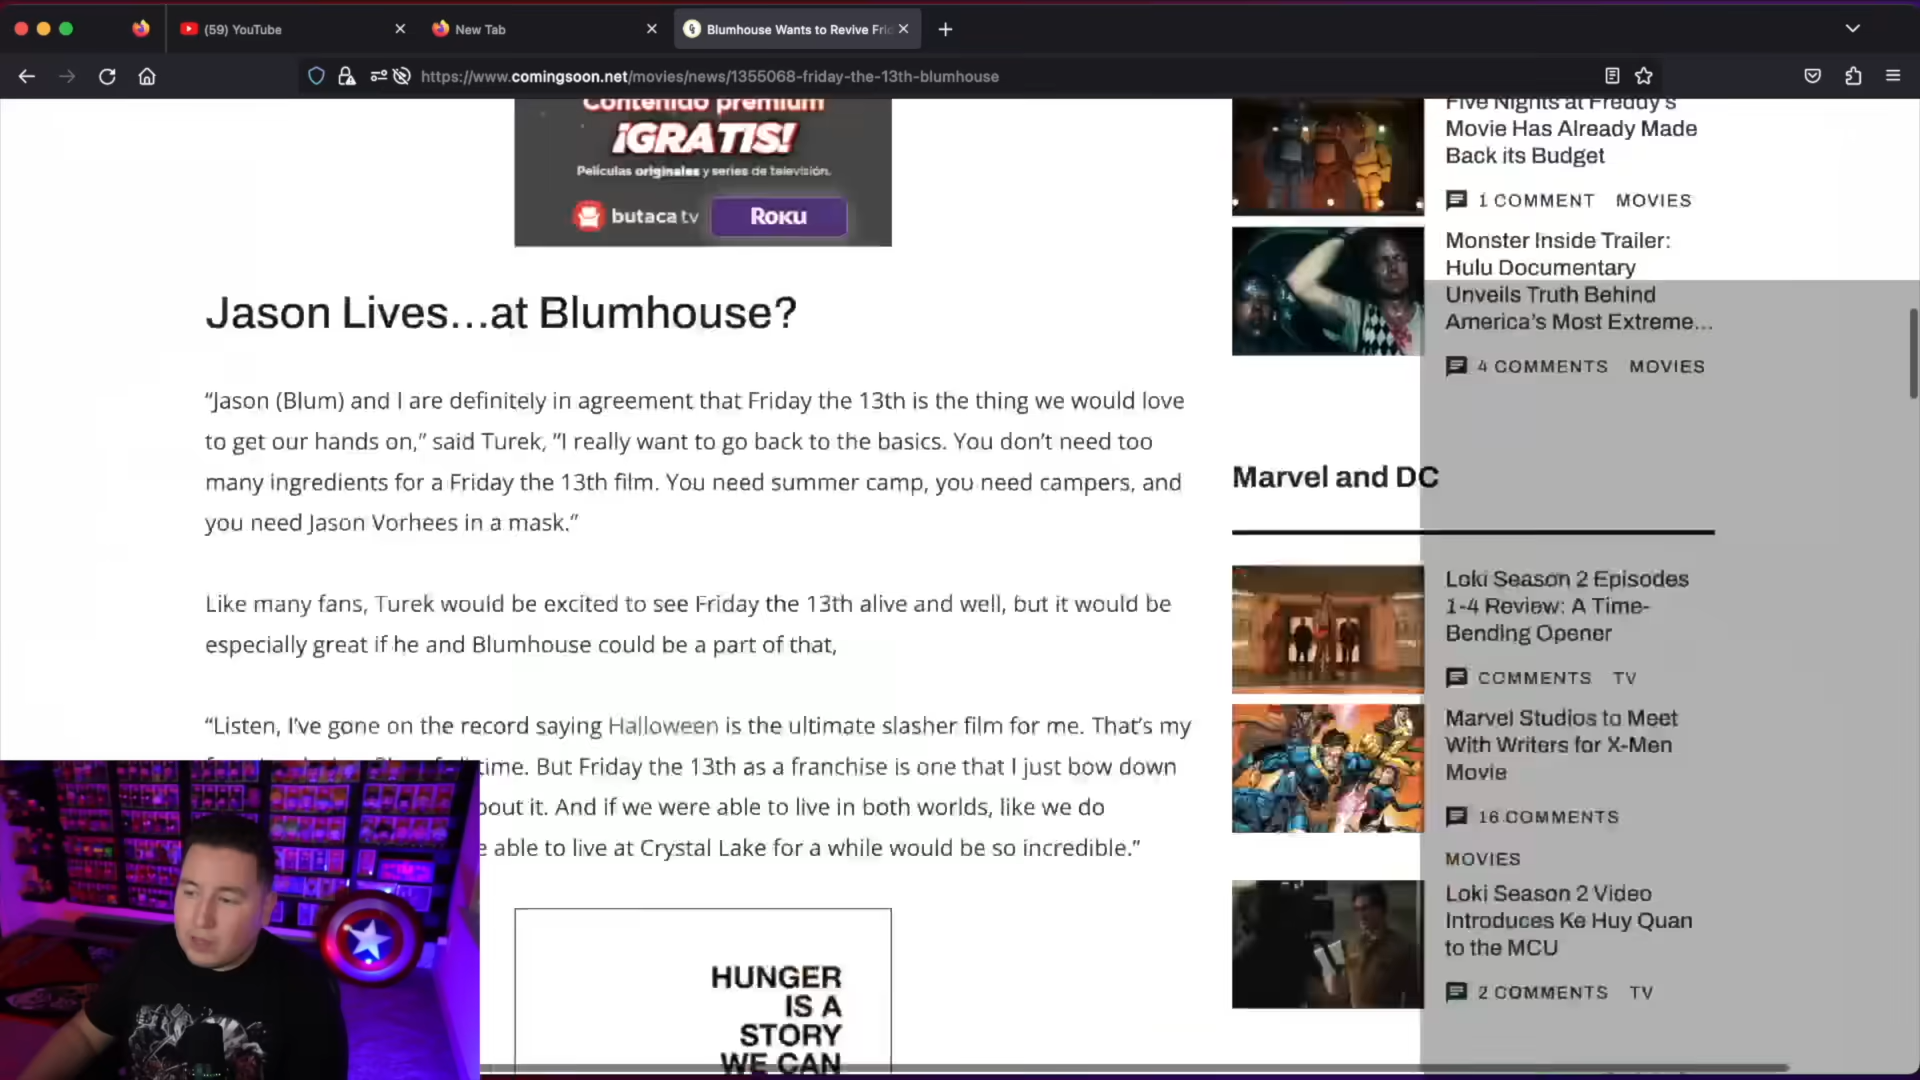 (59) YouTube
New Tab
Blumhouse Wants to Revive Fri
https://www.comingsoon.net/movies/news/1355068-friday-the-13th-blumhouse
Contenido premium
¡GRATIS!
Películas originales y series de televisión.
butaca tv
Roku
Jason Lives...at Blumhouse?
“Jason (Blum) and I are definitely in agreement that Friday the 13th is the thing we would love
to get our hands on,” said Turek, “I really want to go back to the basics. You don’t need too
many ingredients for a Friday the 13th film. You need summer camp, you need campers, and
you need Jason Vorhees in a mask.”
Like many fans, Turek would be excited to see Friday the 13th alive and well, but it would be
especially great if he and Blumhouse could be a part of that,
“Listen, I’ve gone on the record saying Halloween is the ultimate slasher film for me. That’s my
time. But Friday the 13th as a franchise is one that I just bow down
bout it. And if we were able to live in both worlds, like we do
e able to live at Crystal Lake for a while would be so incredible.”
HUNGER
IS A
STORY
WE CAN
Five Nights at Freddy’s
Movie Has Already Made
Back its Budget
1 COMMENT MOVIES
Monster Inside Trailer:
Hulu Documentary
Unveils Truth Behind
America’s Most Extreme...
4 COMMENTS MOVIES
Marvel and DC
Loki Season 2 Episodes
1-4 Review: A Time-
Bending Opener
COMMENTS TV
Marvel Studios to Meet
With Writers for X-Men
Movie
16 COMMENTS
MOVIES
Loki Season 2 Video
Introduces Ke Huy Quan
to the MCU
2 COMMENTS TV